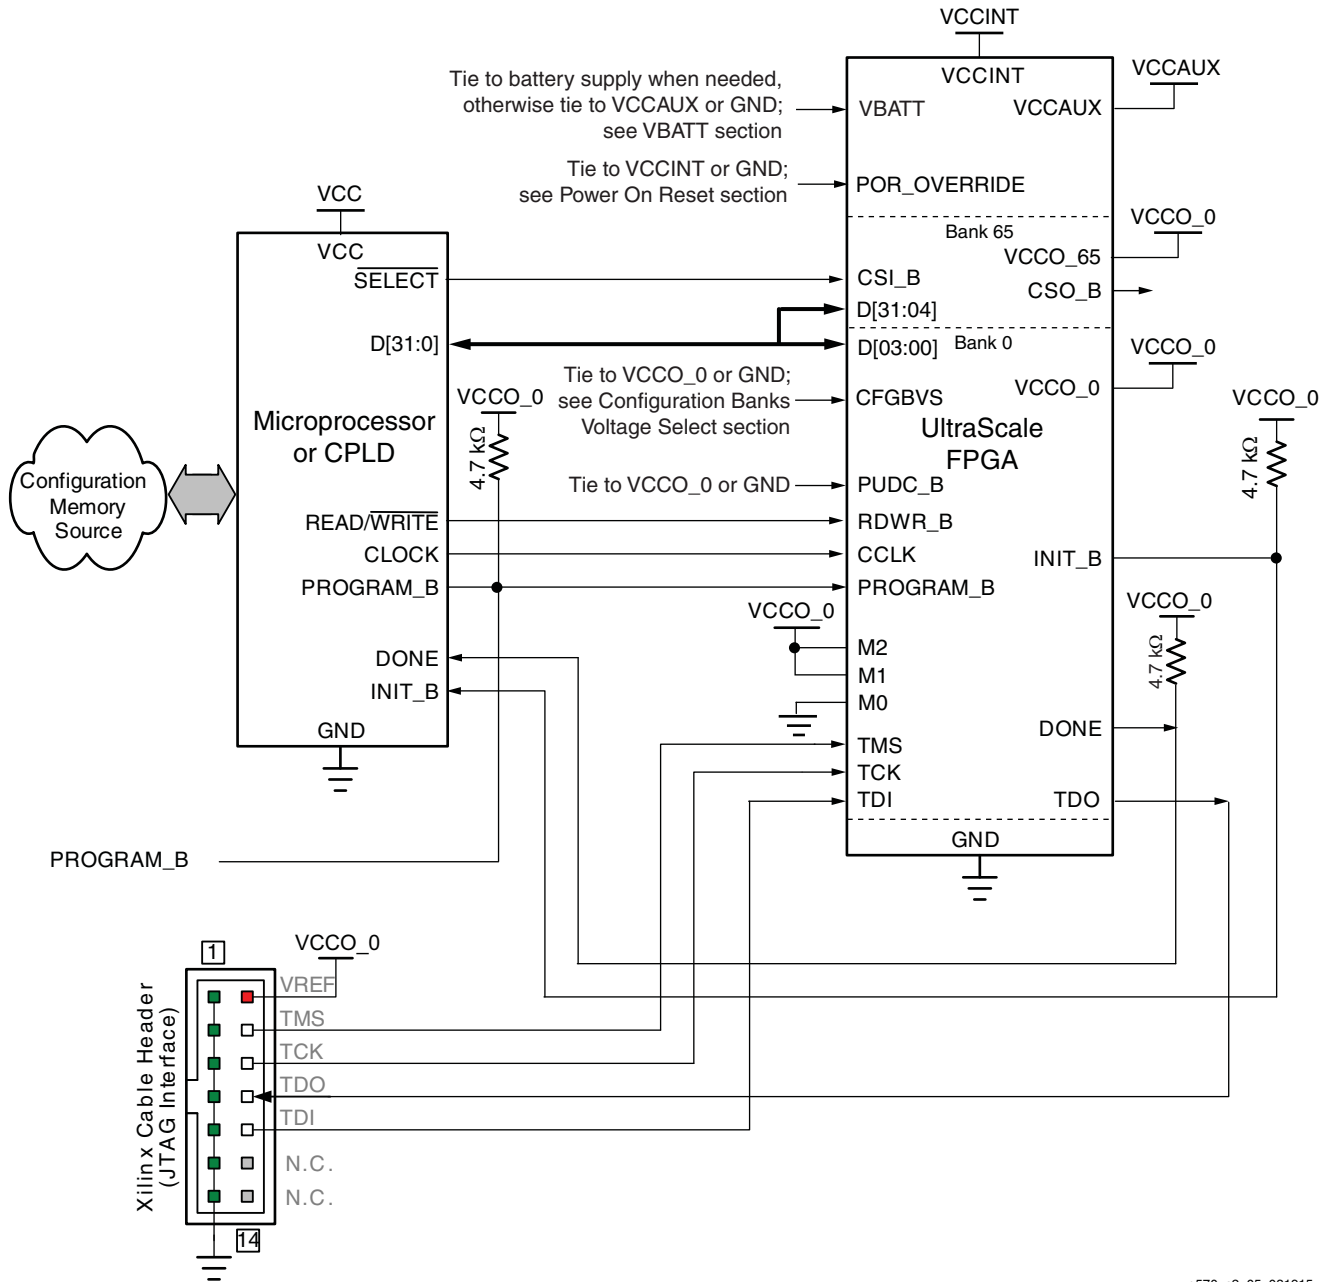 VCCINT
VCCINT
VCCAUX
Tie to battery supply when needed,
otherwise tie to VCCAUX or GND;
see VBATT section
VBATT
VCCAUX
Tie to VCCINT or GND;
see Power On Reset section
POR_OVERRIDE
VCC
VCC
Bank 65
VCCO_0
VCCO_65
SELECT
CSI_B
CSO_B
D[31:04]
D[31:0]
D[03:00]
Bank 0
VCCO_0
Tie to VCCO_0 or GND;
see Configuration Banks
Voltage Select section
CFGBVS
VCCO_0
VCCO_0
4.7 kΩ
VCCO_0
4.7 kΩ
Microprocessor
or CPLD
UltraScale
FPGA
Configuration
Memory
Source
Tie to VCCO_0 or GND
PUDC_B
READ/WRITE
RDWR_B
CLOCK
CCLK
INIT_B
PROGRAM_B
PROGRAM_B
VCCO_0
VCCO_0
4.7 kΩ
M2
M1
M0
DONE
INIT_B
GND
DONE
TMS
TCK
TDI
TDO
GND
PROGRAM_B
1
VCCO_0
Xilinx Cable Header
(JTAG Interface)
VREF
TMS
TCK
TDO
TDI
N.C.
N.C.
14